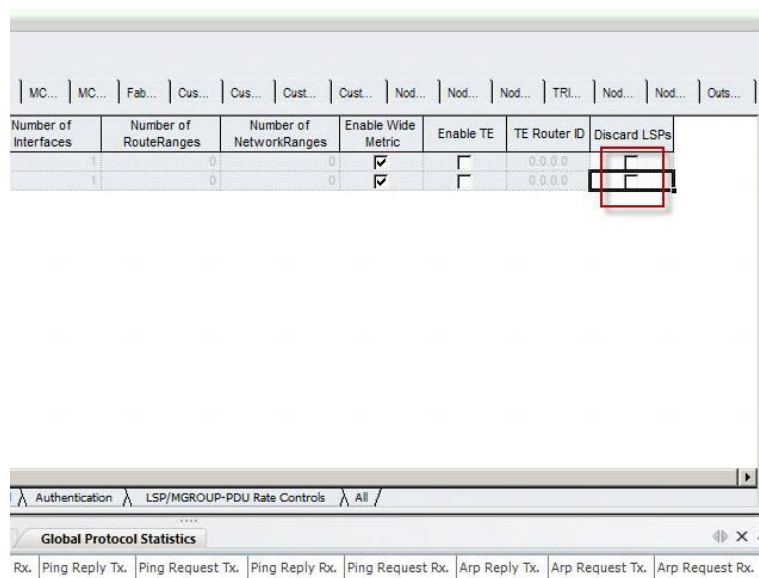 MC... MC... Fab... Cus... Cus... Cust... Cust... Nod... Nod... Nod... TRI... Nod... Nod... Outs...
Number of Interfaces Number of RouteRanges Number of NetworkRanges Enable Wide Metric Enable TE TE Router ID Discard LSPs
1 0 0 0.0.0.0
1 0 0 0.0.0.0
Authentication LSP/MGROUP-PDU Rate Controls All
Global Protocol Statistics
Rx. Ping Reply Tx. Ping Request Tx. Ping Reply Rx. Ping Request Rx. Arp Reply Tx. Arp Request Tx. Arp Request Rx.